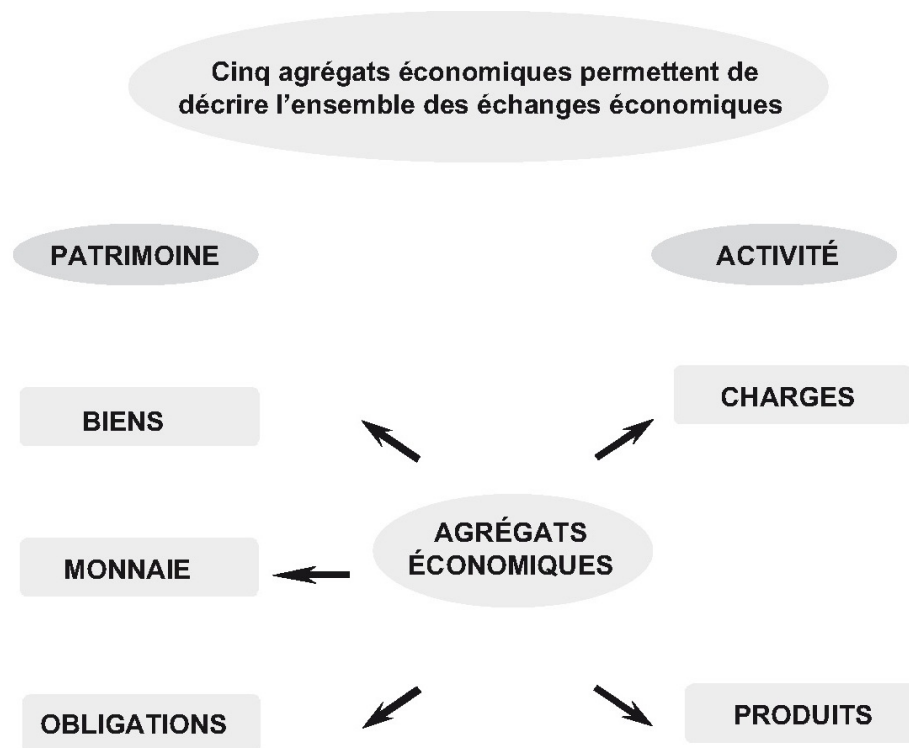 Cinq agrégats économiques permettent de
décrire l’ensemble des échanges économiques
PATRIMOINE
ACTIVITÉ
BIENS
CHARGES
AGRÉGATS
ÉCONOMIQUES
MONNAIE
OBLIGATIONS
PRODUITS